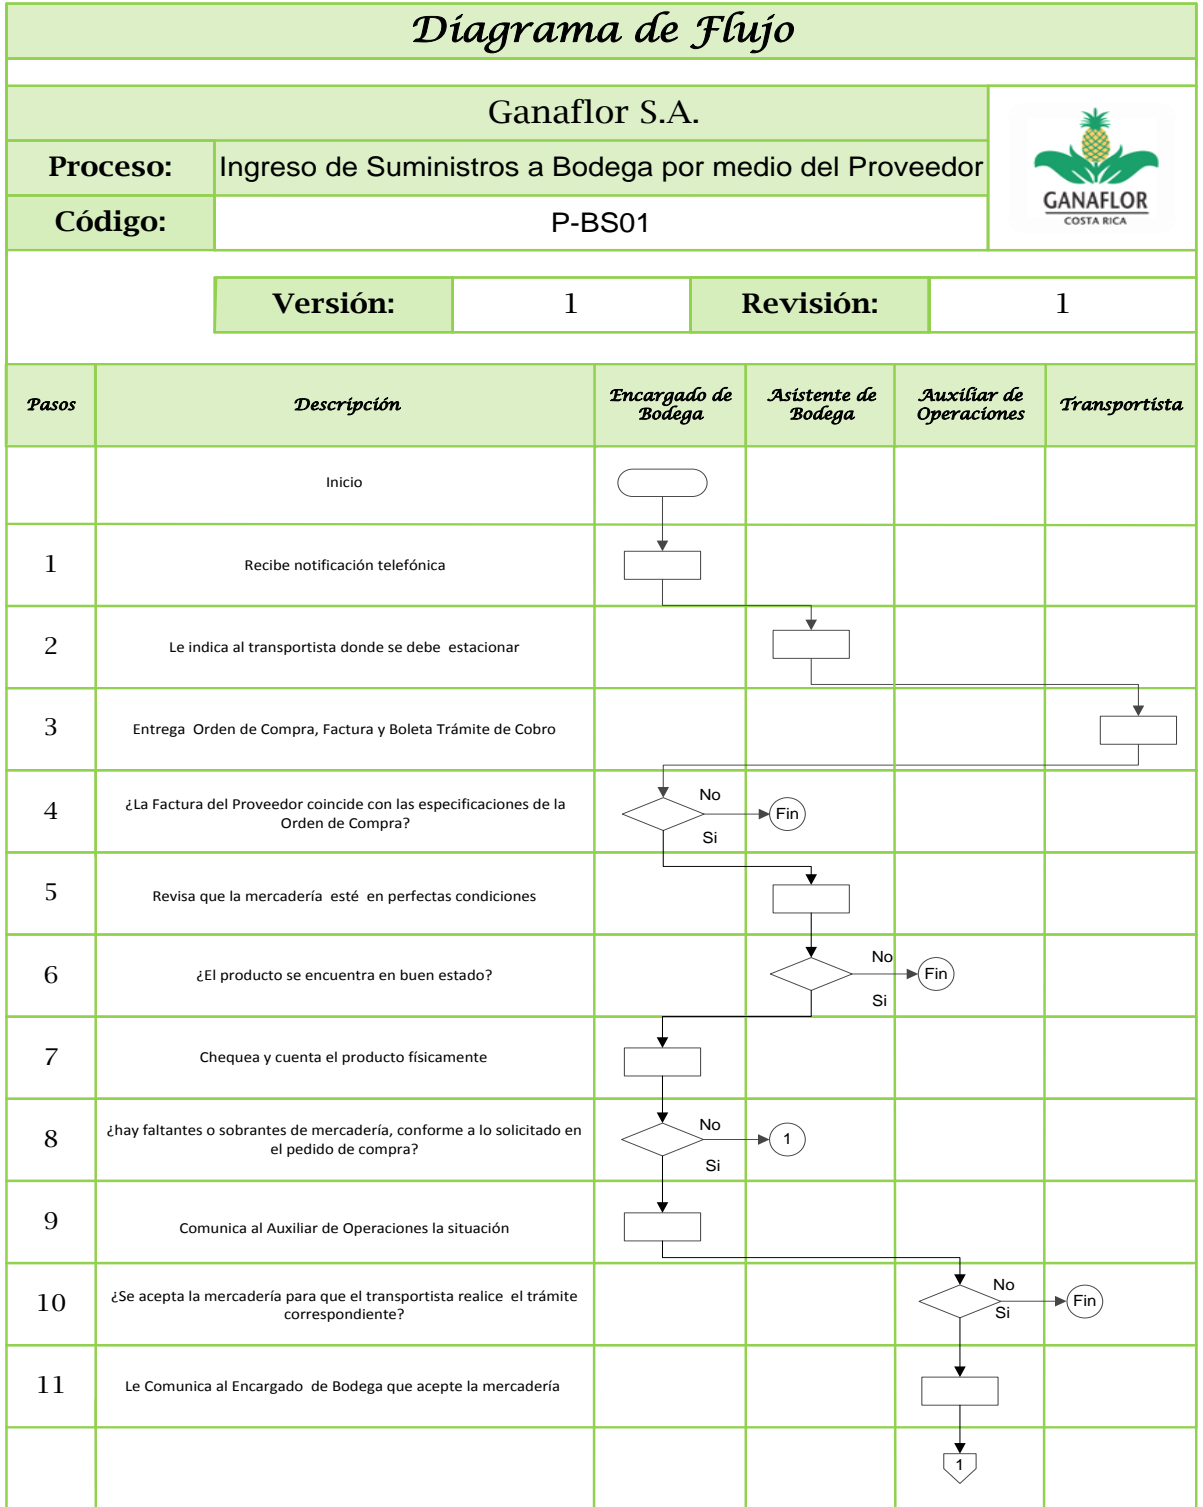 Diagrama de Flujo
Ganaflor S.A.
Proceso:
Ingreso de Suministros a Bodega por medio del Proveedor
Código:
P-BS01
GANAFLOR
COSTA RICA
Versión:
1
Revisión:
1
Pasos
Descripción
Encargado de
Bodega
Asistente de
Bodega
Auxiliar de
Operaciones
Transportista
Inicio
1
Recibe notificación telefónica
2
Le indica al transportista donde se debe estacionar
3
Entrega Orden de Compra, Factura y Boleta Trámite de Cobro
4
¿La Factura del Proveedor coincide con las especificaciones de la
Orden de Compra?
No
Fin
Si
5
Revisa que la mercadería esté en perfectas condiciones
6
¿El producto se encuentra en buen estado?
No
Fin
Si
7
Chequea y cuenta el producto físicamente
8
¿hay faltantes o sobrantes de mercadería, conforme a lo solicitado en
el pedido de compra?
No
1
Si
9
Comunica al Auxiliar de Operaciones la situación
10
¿Se acepta la mercadería para que el transportista realice el trámite
correspondiente?
No
Fin
Si
11
Le Comunica al Encargado de Bodega que acepte la mercadería
1